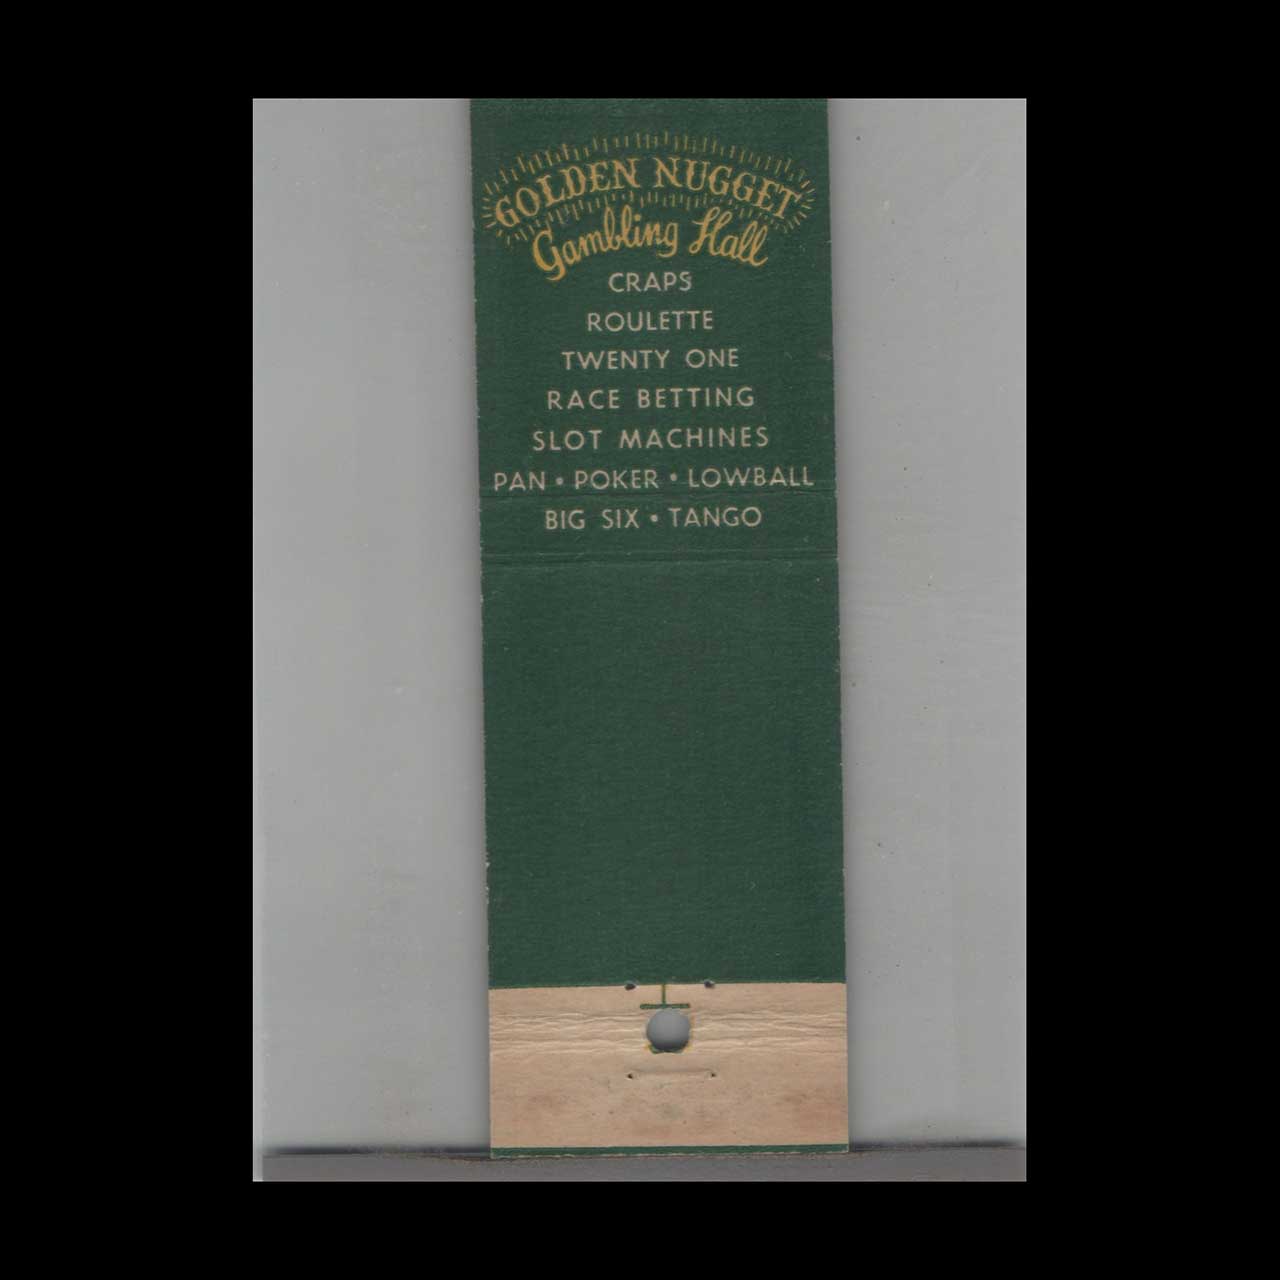 GOLDEN NUGGET
Gambling Hall
CRAPS
ROULETTE
TWENTY ONE
RACE BETTING
SLOT MACHINES
PAN • POKER • LOWBALL
BIG SIX • TANGO